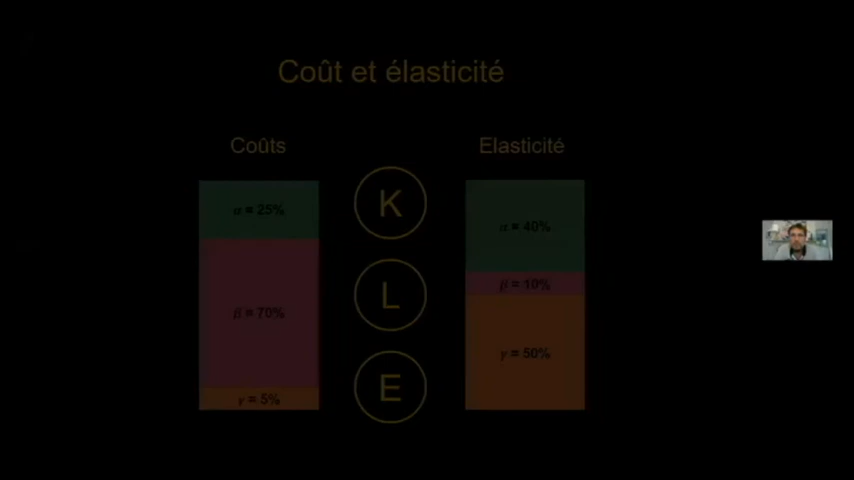 Coût et élasticité
Coûts
Elasticité
α = 25%
K
α = 40%
β = 70%
L
β = 10%
γ = 5%
E
γ = 50%